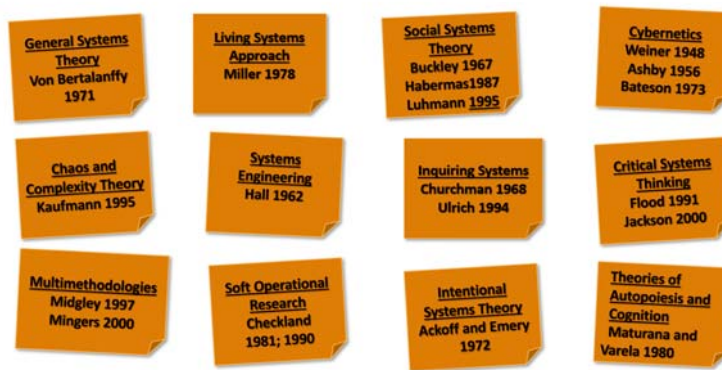 General Systems
Theory
Von Bertalanffy
1971
Living Systems
Approach
Miller 1978
Social Systems
Theory
Buckley 1967
Habermas1987
Luhmann 1995
Cybernetics
Weiner 1948
Ashby 1956
Bateson 1973
Chaos and
Complexity Theory
Kaufmann 1995
Systems
Engineering
Hall 1962
Inquiring Systems
Churchman 1968
Ulrich 1994
Critical Systems
Thinking
Flood 1991
Jackson 2000
Multimethodologies
Midgley 1997
Mingers 2000
Soft Operational
Research
Checkland
1981; 1990
Intentional
Systems Theory
Ackoff and Emery
1972
Theories of
Autopoiesis and
Cognition
Maturana and
Varela 1980